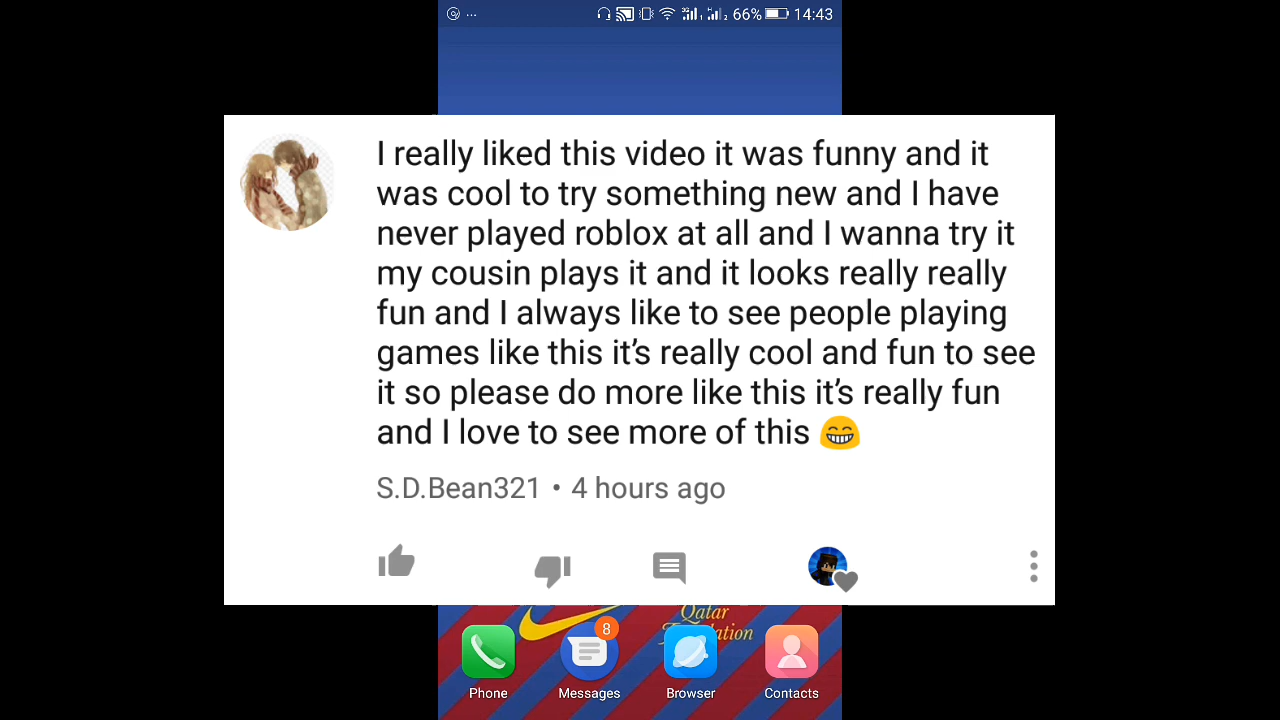 66% 14:43
I really liked this video it was funny and it
was cool to try something new and I have
never played roblox at all and I wanna try it
my cousin plays it and it looks really really
fun and I always like to see people playing
games like this it's really cool and fun to see
it so please do more like this it's really fun
and I love to see more of this 😁
S.D.Bean321 • 4 hours ago
Qatar
8
Phone Messages Browser Contacts